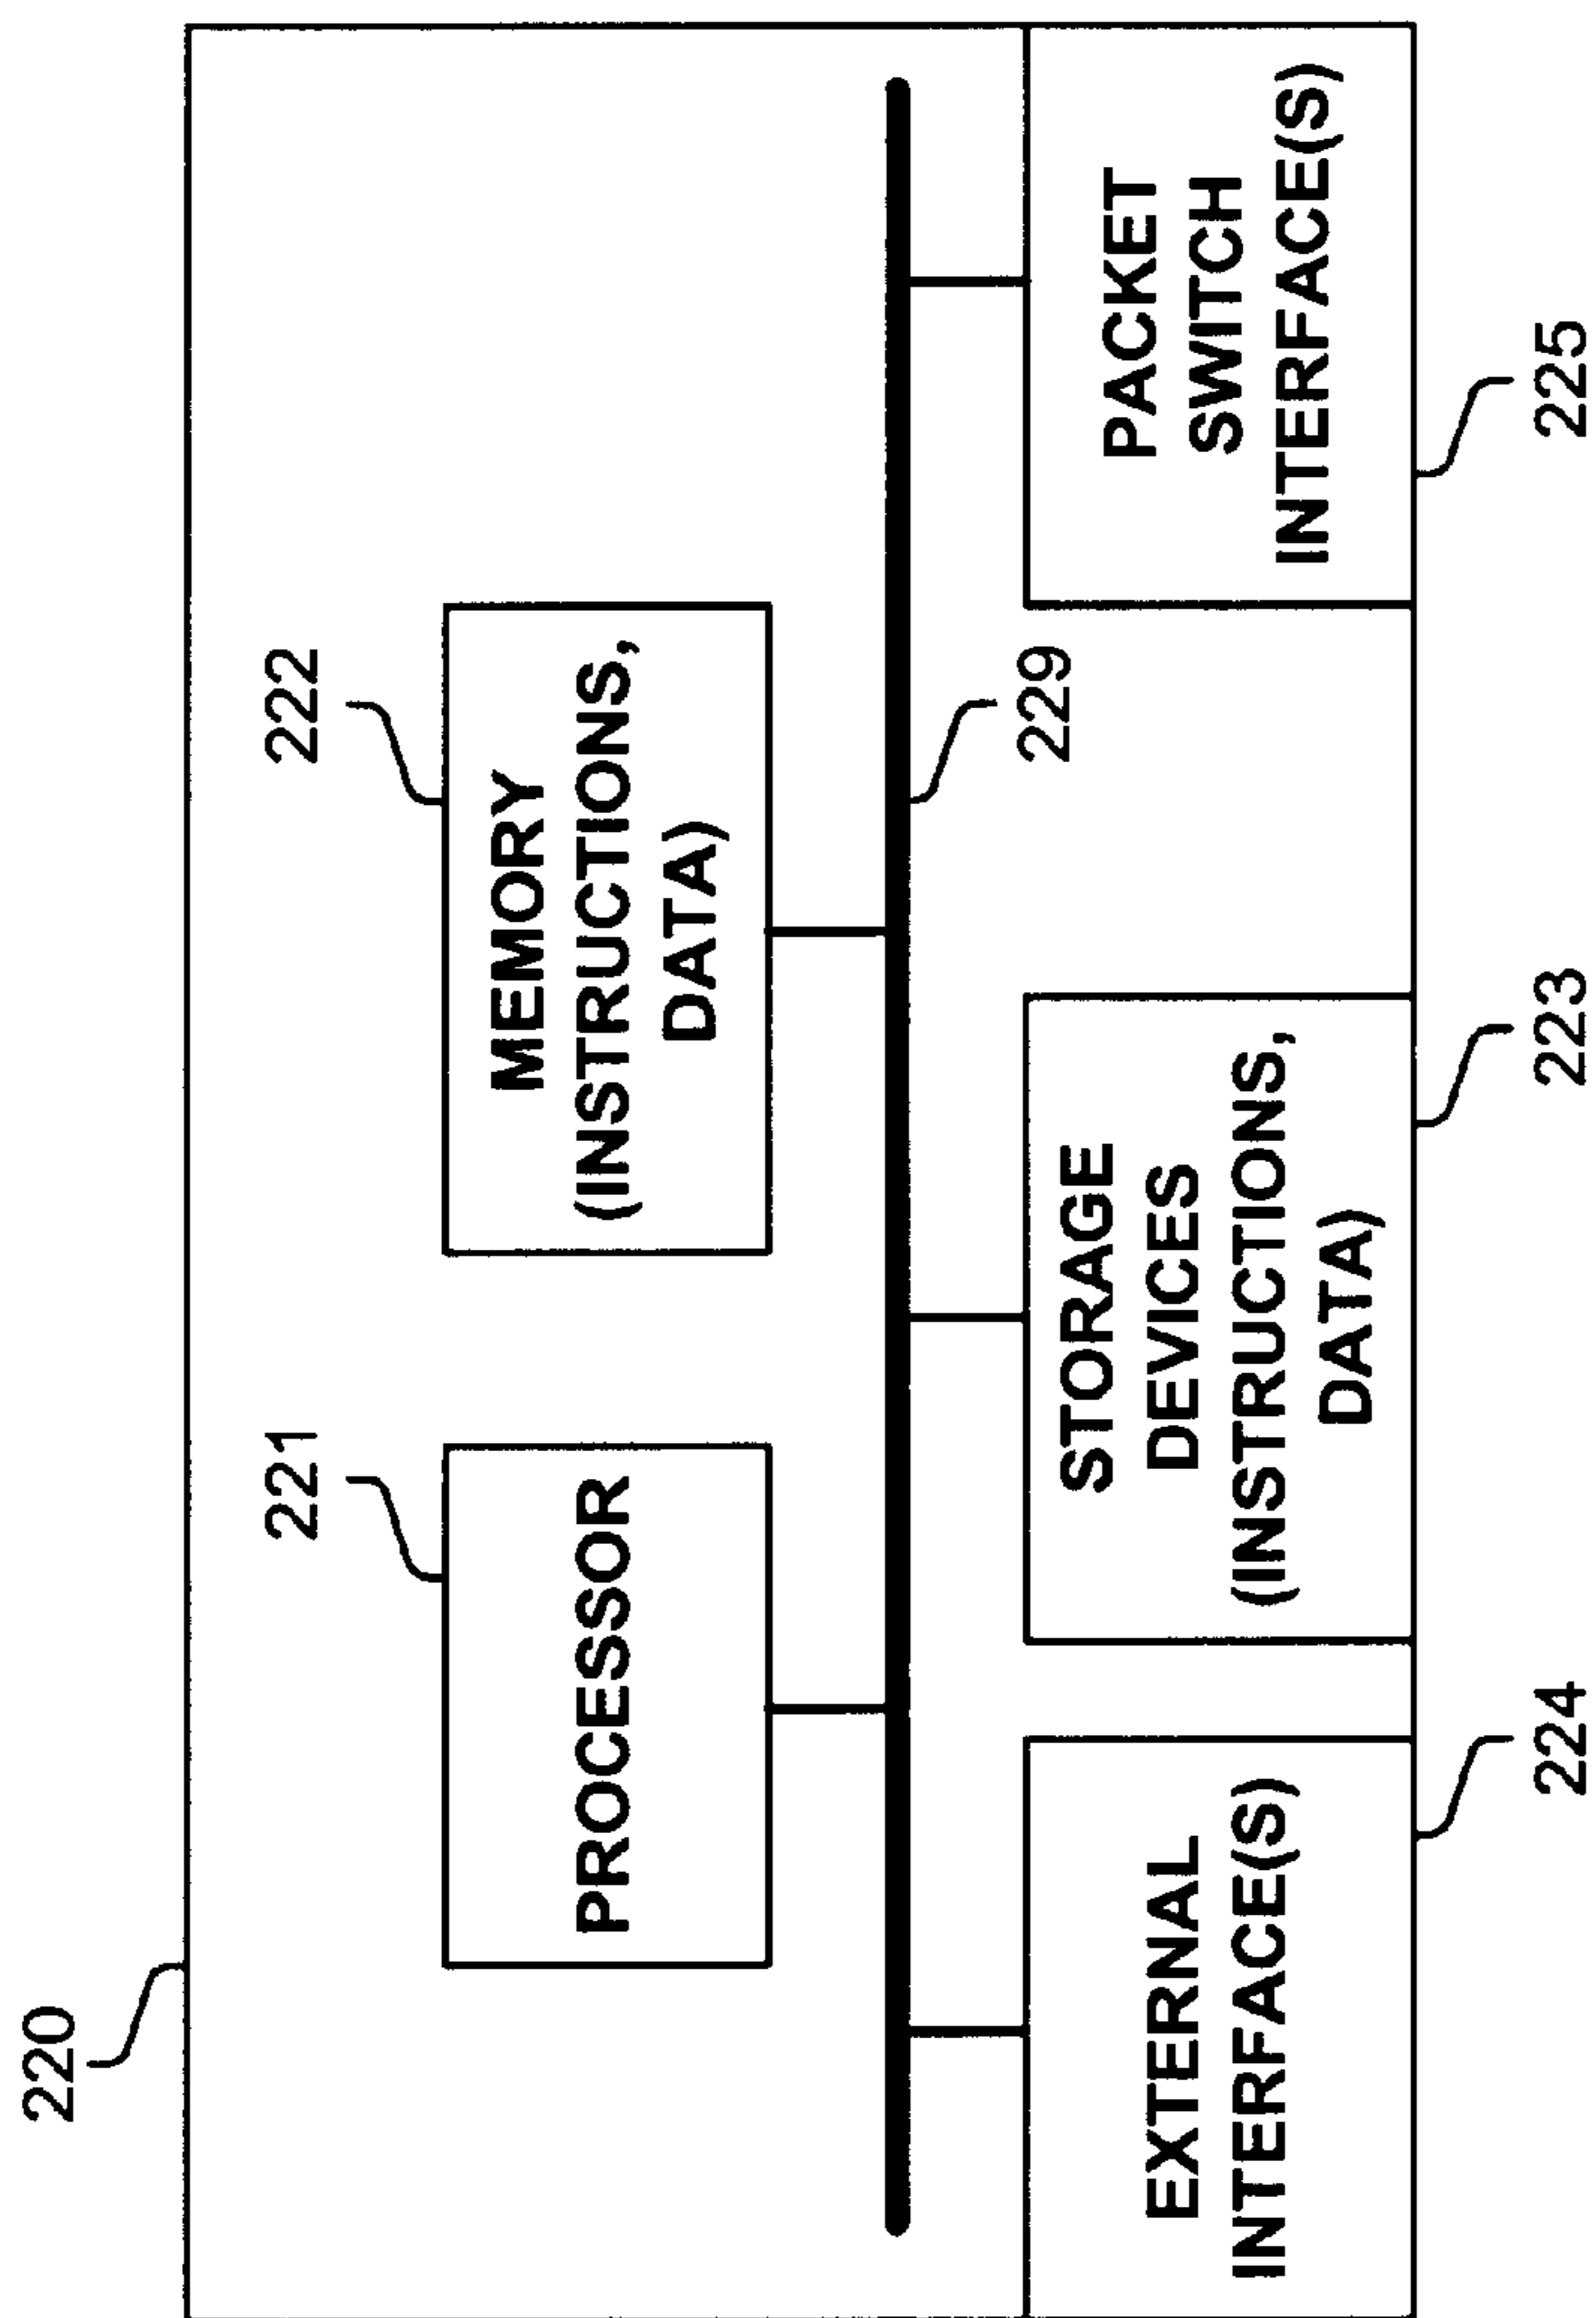 220
221
222
PROCESSOR
MEMORY
(INSTRUCTIONS,
DATA)
229
EXTERNAL
INTERFACE(S)
STORAGE
DEVICES
(INSTRUCTIONS,
DATA)
PACKET
SWITCH
INTERFACE(S)
224
223
225